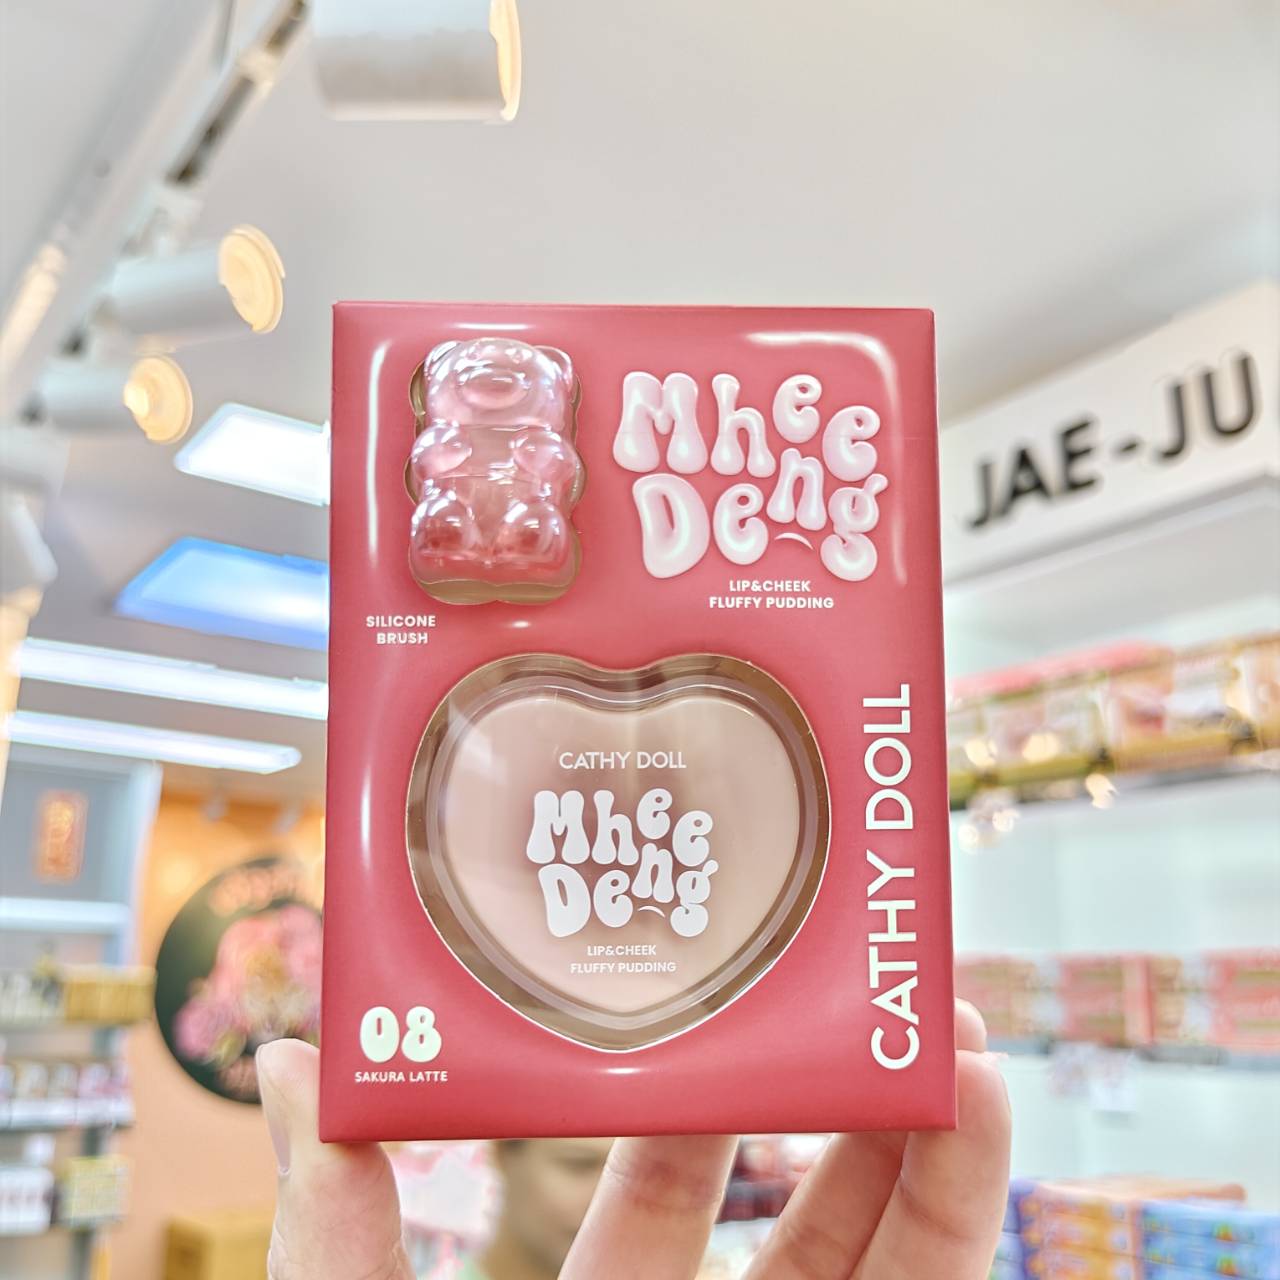 JAE-JU
Mhee
Deng
LIP&CHEEK
FLUFFY PUDDING
SILICONE
BRUSH
CATHY DOLL
Mhee
Deng
LIP&CHEEK
FLUFFY PUDDING
CATHY DOLL
08
SAKURA LATTE